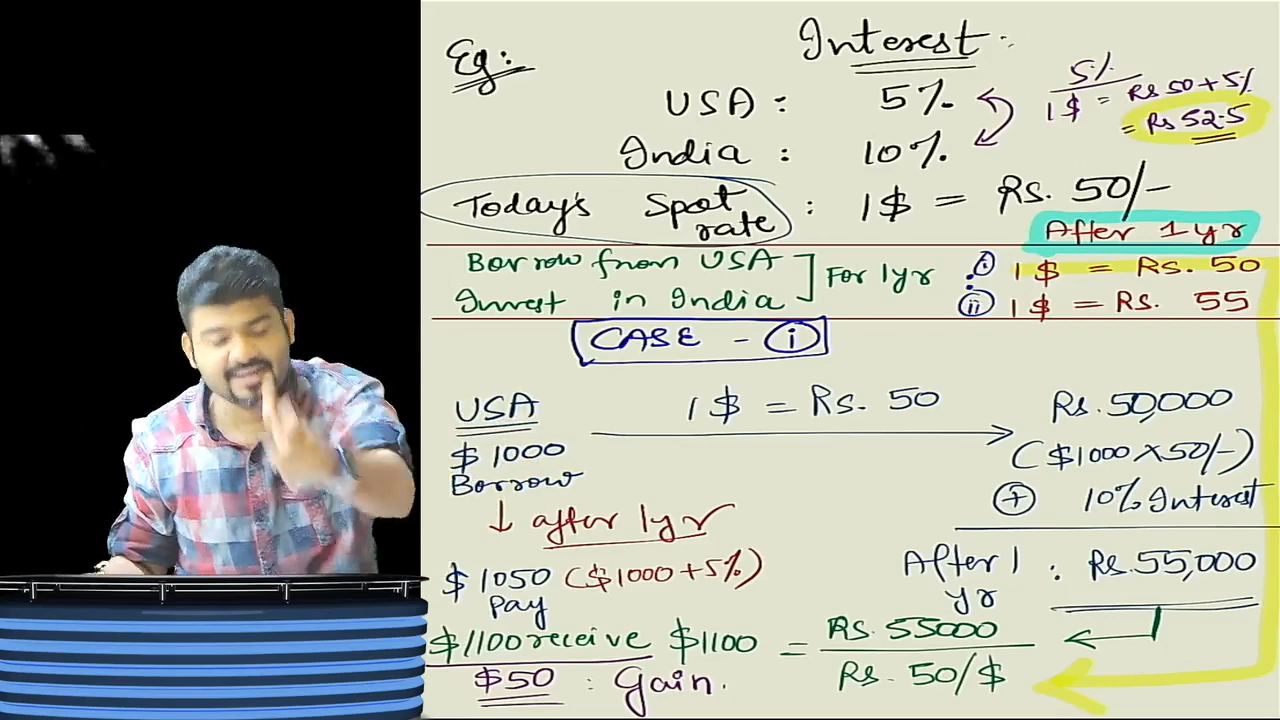 Eg:
Interest:
USA : 5%
India : 10%
5%
1$ = Rs 50 + 5%
= Rs 52.5
Today's Spot rate : 1$ = Rs. 50/-
After 1 yr
Borrow from USA
Invest in India
For 1yr
(i) 1$ = Rs. 50
(ii) 1$ = Rs. 55
CASE - (i)
USA
1$ = Rs. 50
Rs. 50,000
$1000
Borrow
($1000 X 50/-)
(+) 10% Interest
↓ after 1yr
After 1 yr : Rs. 55,000
$1050 ($1000 + 5%)
Pay
$1100 receive
$1100 = Rs. 55000
Rs. 50/$
$50 : Gain.